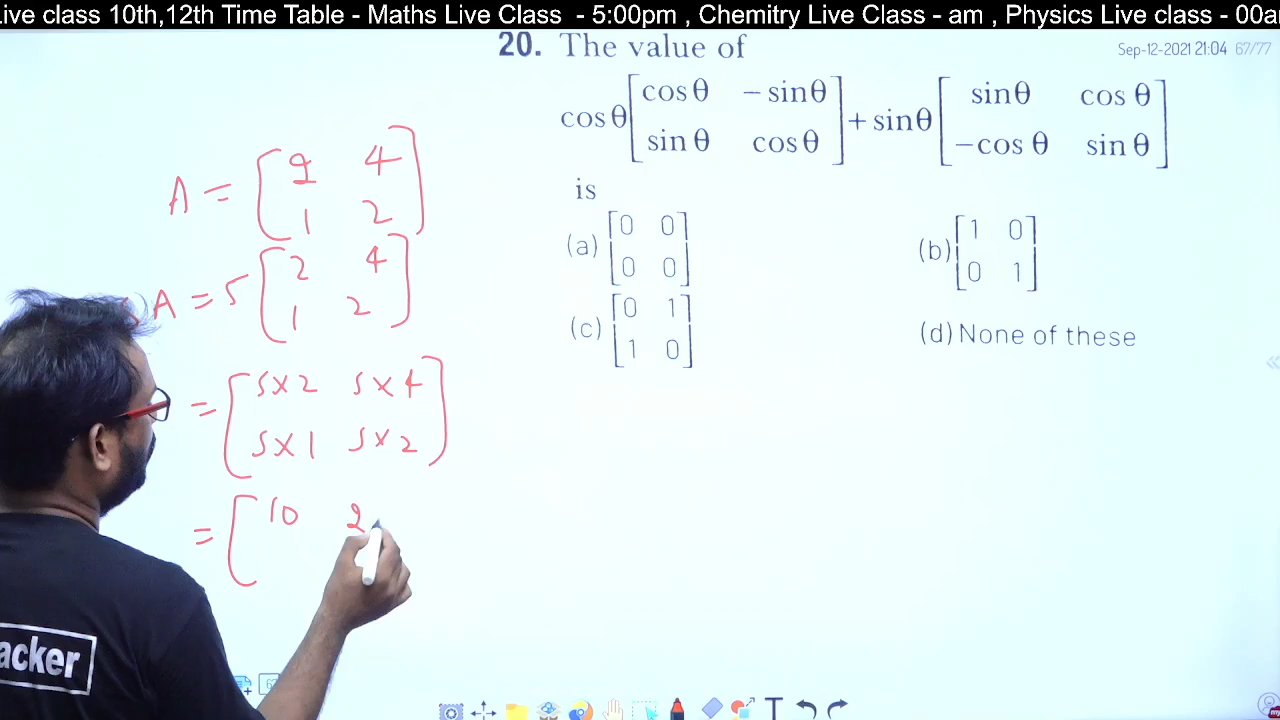 Live class 10th,12th Time Table - Maths Live Class - 5:00pm , Chemitry Live Class - am , Physics Live class - 00a
Sep-12-2021 21:04 67/77
20. The value of
cosθ [cosθ -sinθ
sinθ cosθ] + sinθ [sinθ cosθ
-cosθ sinθ]
is
(a) [0 0
0 0]
(b) [1 0
0 1]
(c) [0 1
1 0]
(d) None of these
A = [2 4
1 2]
A = 5 [2 4
1 2]
= [5×2 5×4
5×1 5×2]
= [10 2
acker
T